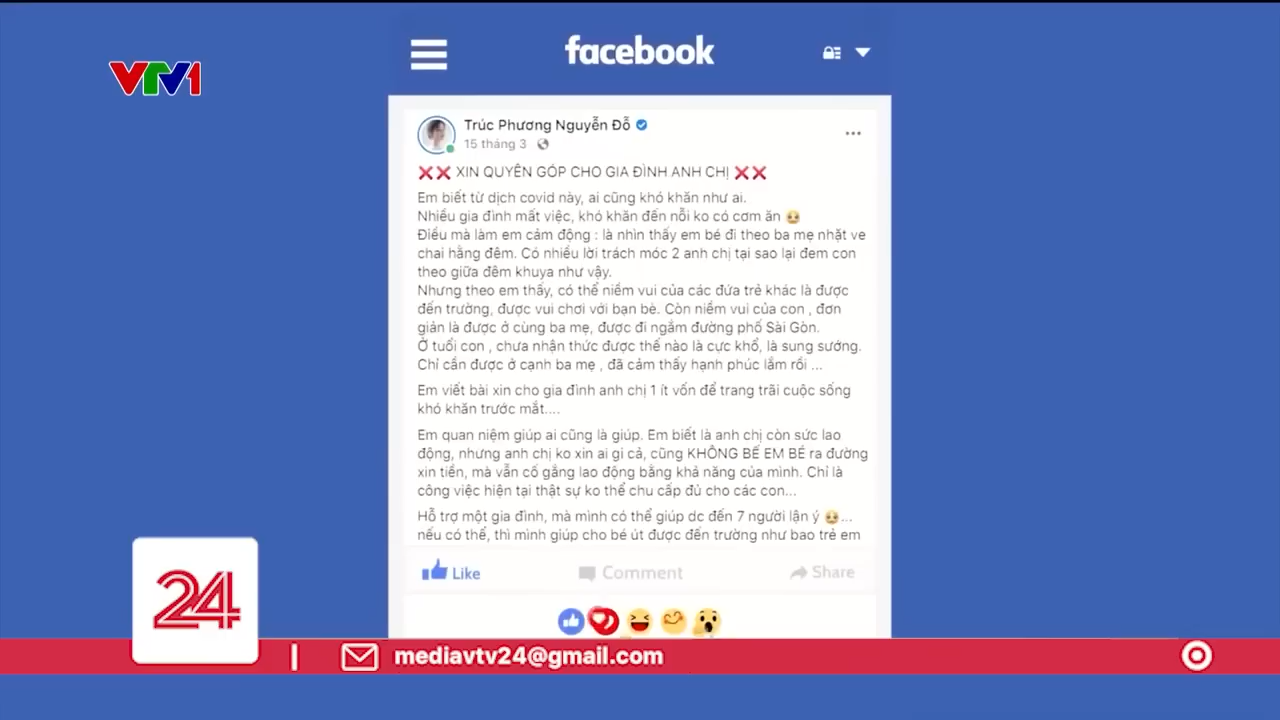 VTV1
facebook
Trúc Phương Nguyễn Đỗ
15 tháng 3
❌❌ XIN QUYÊN GÓP CHO GIA ĐÌNH ANH CHỊ ❌❌
Em biết từ dịch covid này, ai cũng khó khăn như ai.
Nhiều gia đình mất việc, khó khăn đến nỗi ko có cơm ăn 🥺
Điều mà làm em cảm động : là nhìn thấy em bé đi theo ba mẹ nhặt ve
chai hằng đêm. Có nhiều lời trách móc 2 anh chị tại sao lại đem con
theo giữa đêm khuya như vậy.
Nhưng theo em thấy, có thể niềm vui của các đứa trẻ khác là được
đến trường, được vui chơi với bạn bè. Còn niềm vui của con , đơn
giản là được ở cùng ba mẹ, được đi ngắm đường phố Sài Gòn.
Ở tuổi con , chưa nhận thức được thế nào là cực khổ, là sung sướng.
Chỉ cần được ở cạnh ba mẹ , đã cảm thấy hạnh phúc lắm rồi ...
Em viết bài xin cho gia đình anh chị 1 ít vốn để trang trãi cuộc sống
khó khăn trước mắt....
Em quan niệm giúp ai cũng là giúp. Em biết là anh chị còn sức lao
động, nhưng anh chị ko xin ai gì cả, cũng KHÔNG BẾ EM BÉ ra đường
xin tiền, mà vẫn cố gắng lao động bằng khả năng của mình. Chỉ là
công việc hiện tại thật sự ko thể chu cấp đủ cho các con...
Hỗ trợ một gia đình, mà mình có thể giúp dc đến 7 người lận ý 🥺...
nếu có thể, thì mình giúp cho bé út được đến trường như bao trẻ em
Like Comment Share
24
mediavtv24@gmail.com